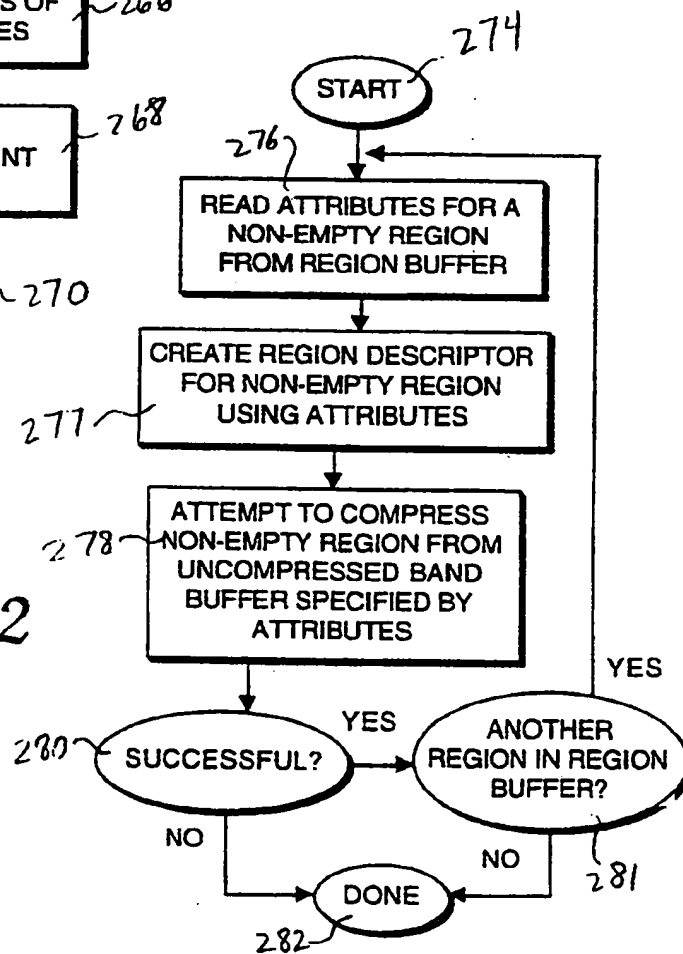 S OF
ES
266
NT
268
270
274
START
276
READ ATTRIBUTES FOR A
NON-EMPTY REGION
FROM REGION BUFFER
CREATE REGION DESCRIPTOR
FOR NON-EMPTY REGION
USING ATTRIBUTES
277
ATTEMPT TO COMPRESS
NON-EMPTY REGION FROM
UNCOMPRESSED BAND
BUFFER SPECIFIED BY
ATTRIBUTES
278
2
YES
YES
280
SUCCESSFUL?
ANOTHER
REGION IN REGION
BUFFER?
NO
NO
281
DONE
282